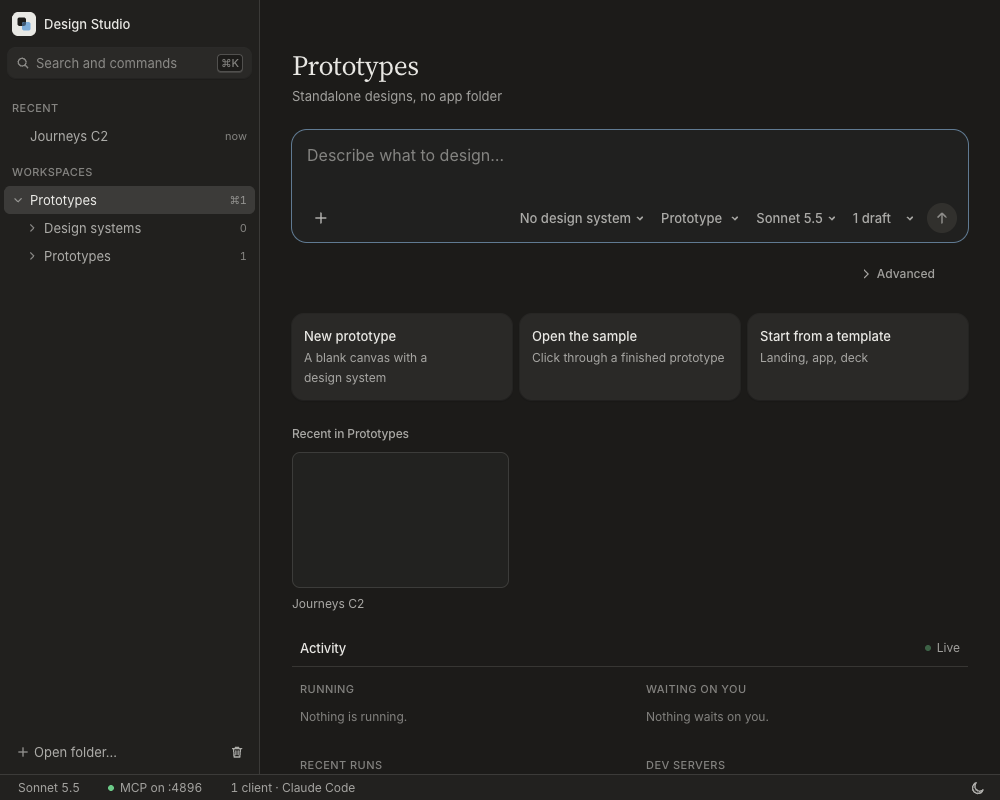 Design Studio
Search and commands ⌘K
RECENT
Journeys C2 now
WORKSPACES
Prototypes ⌘1
Design systems 0
Prototypes 1
Open folder...
Prototypes
Standalone designs, no app folder
Describe what to design...
No design system Prototype Sonnet 5.5 1 draft
Advanced
New prototype
A blank canvas with a
design system
Open the sample
Click through a finished prototype
Start from a template
Landing, app, deck
Recent in Prototypes
Journeys C2
Activity Live
RUNNING
Nothing is running.
WAITING ON YOU
Nothing waits on you.
RECENT RUNS
DEV SERVERS
Sonnet 5.5 MCP on :4896 1 client · Claude Code